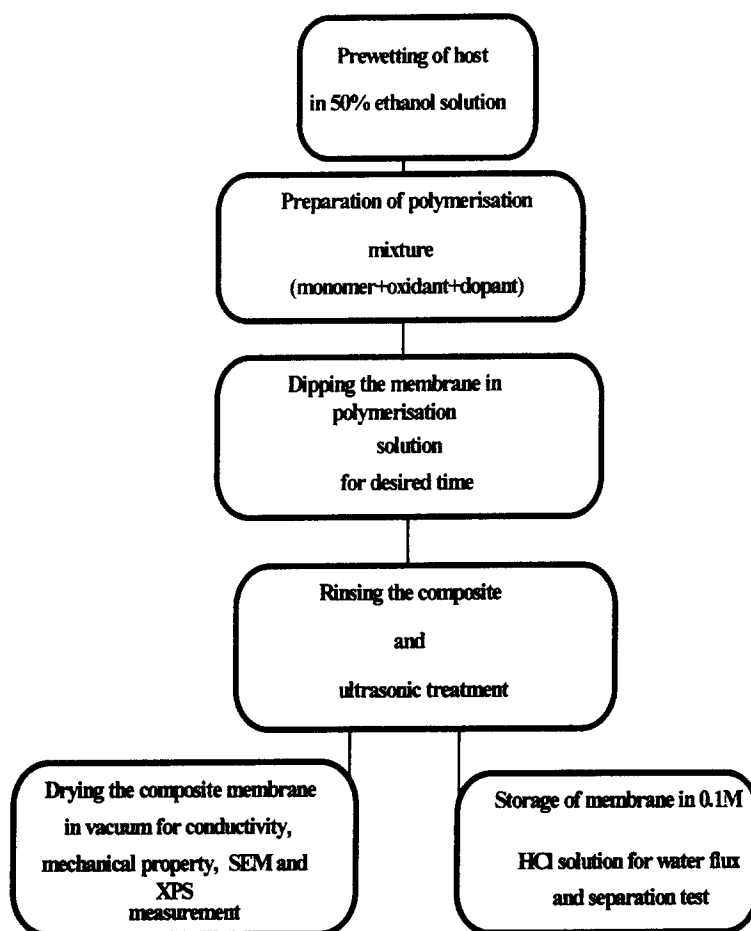 Prewetting of host
in 50% ethanol solution
Preparation of polymerisation
mixture
(monomer+oxidant+dopant)
Dipping the membrane in
polymerisation
solution
for desired time
Rinsing the composite
and
ultrasonic treatment
Drying the composite membrane
in vacuum for conductivity,
mechanical property, SEM and
XPS
measurement
Storage of membrane in 0.1M
HCl solution for water flux
and separation test